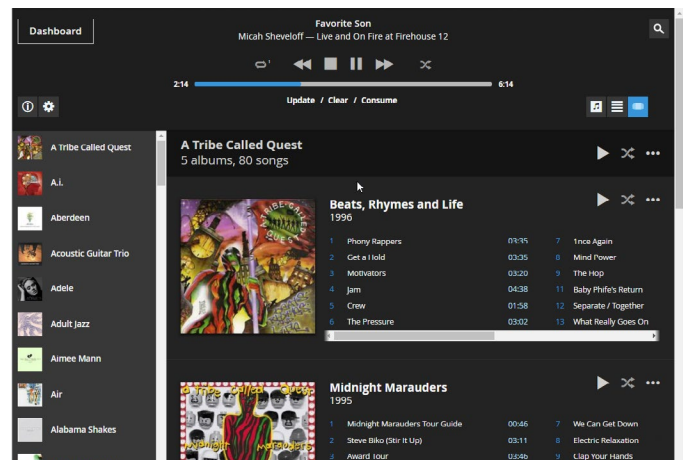 Dashboard
Favorite Son
Micah Sheveloff — Live and On Fire at Firehouse 12
2:14
6:14
Update / Clear / Consume
A Tribe Called Quest
A.i.
Aberdeen
Acoustic Guitar Trio
Adele
Adult Jazz
Aimee Mann
Air
Alabama Shakes
A Tribe Called Quest
5 albums, 80 songs
Beats, Rhymes and Life
1996
1 Phony Rappers 03:35 7 1nce Again
2 Get a Hold 03:35 8 Mind Power
3 Motivators 03:20 9 The Hop
4 Jam 04:38 11 Baby Phife's Return
5 Crew 01:58 12 Separate / Together
6 The Pressure 03:02 13 What Really Goes On
Midnight Marauders
1995
1 Midnight Marauders Tour Guide 00:46 7 We Can Get Down
2 Steve Biko (Stir It Up) 03:11 8 Electric Relaxation
3 Award Tour 03:46 9 Clap Your Hands